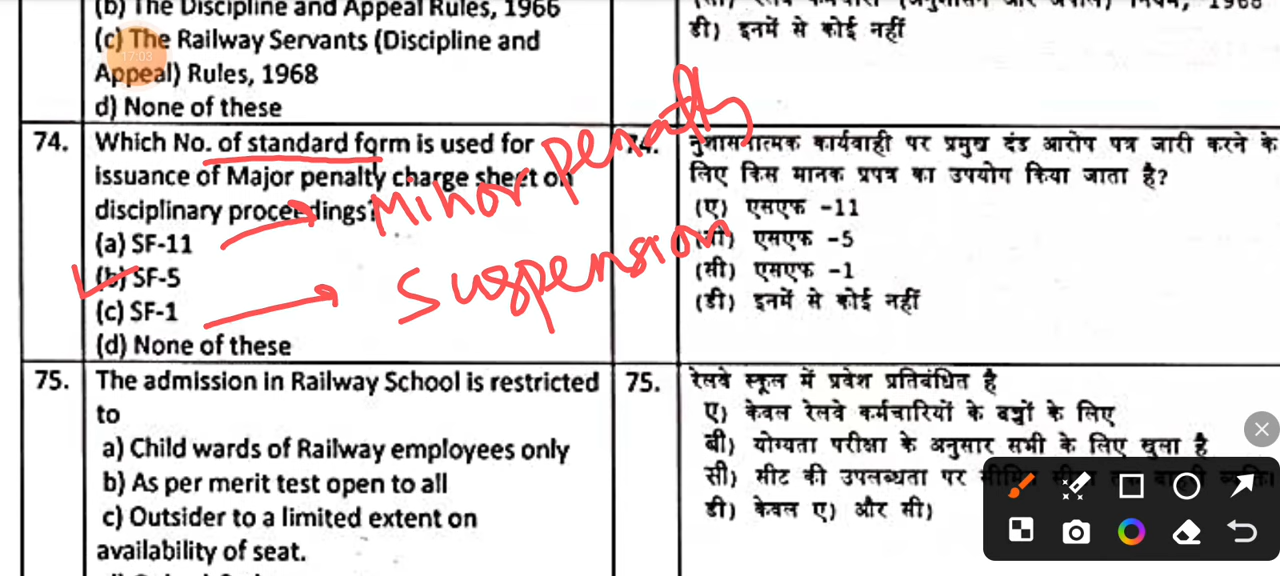 (b) The Discipline and Appeal Rules, 1966
(c) The Railway Servants (Discipline and
Appeal) Rules, 1968
d) None of these
17:03
डी) इनमें से कोई नहीं
74. Which No. of standard form is used for
issuance of Major penalty charge sheet on
disciplinary proceedings?
(a) SF-11
(b) SF-5
(c) SF-1
(d) None of these
Minor penalty
Suspension
74.
कार्यवाही पर प्रमुख दंड आरोप पत्र जारी करने के
लिए किस मानक प्रपत्र का उपयोग किया जाता है?
(ए) एसएफ -11
एसएफ -5
(सी) एसएफ -1
(डी) इनमें से कोई नहीं
75. The admission in Railway School is restricted
to
a) Child wards of Railway employees only
b) As per merit test open to all
c) Outsider to a limited extent on
availability of seat.
75. रेलवे स्कूल में प्रवेश प्रतिबंधित है
ए) केवल रेलवे कर्मचारियों के बच्चों के लिए
बी) योग्यता परीक्षा के अनुसार सभी के लिए खुला है
सी) सीट की उपलब्धता पर
डी) केवल ए) और सी)